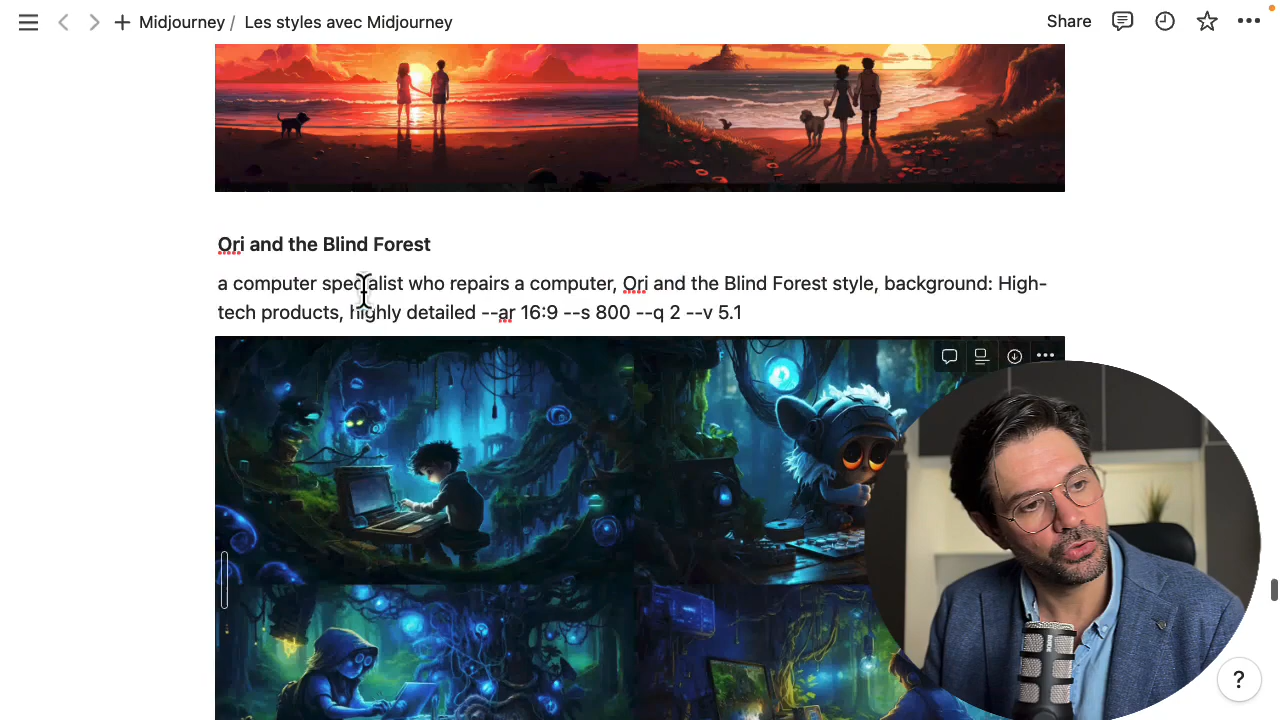 Midjourney / Les styles avec Midjourney
Share
Ori and the Blind Forest
a computer specialist who repairs a computer, Ori and the Blind Forest style, background: High-
tech products, highly detailed --ar 16:9 --s 800 --q 2 --v 5.1
?